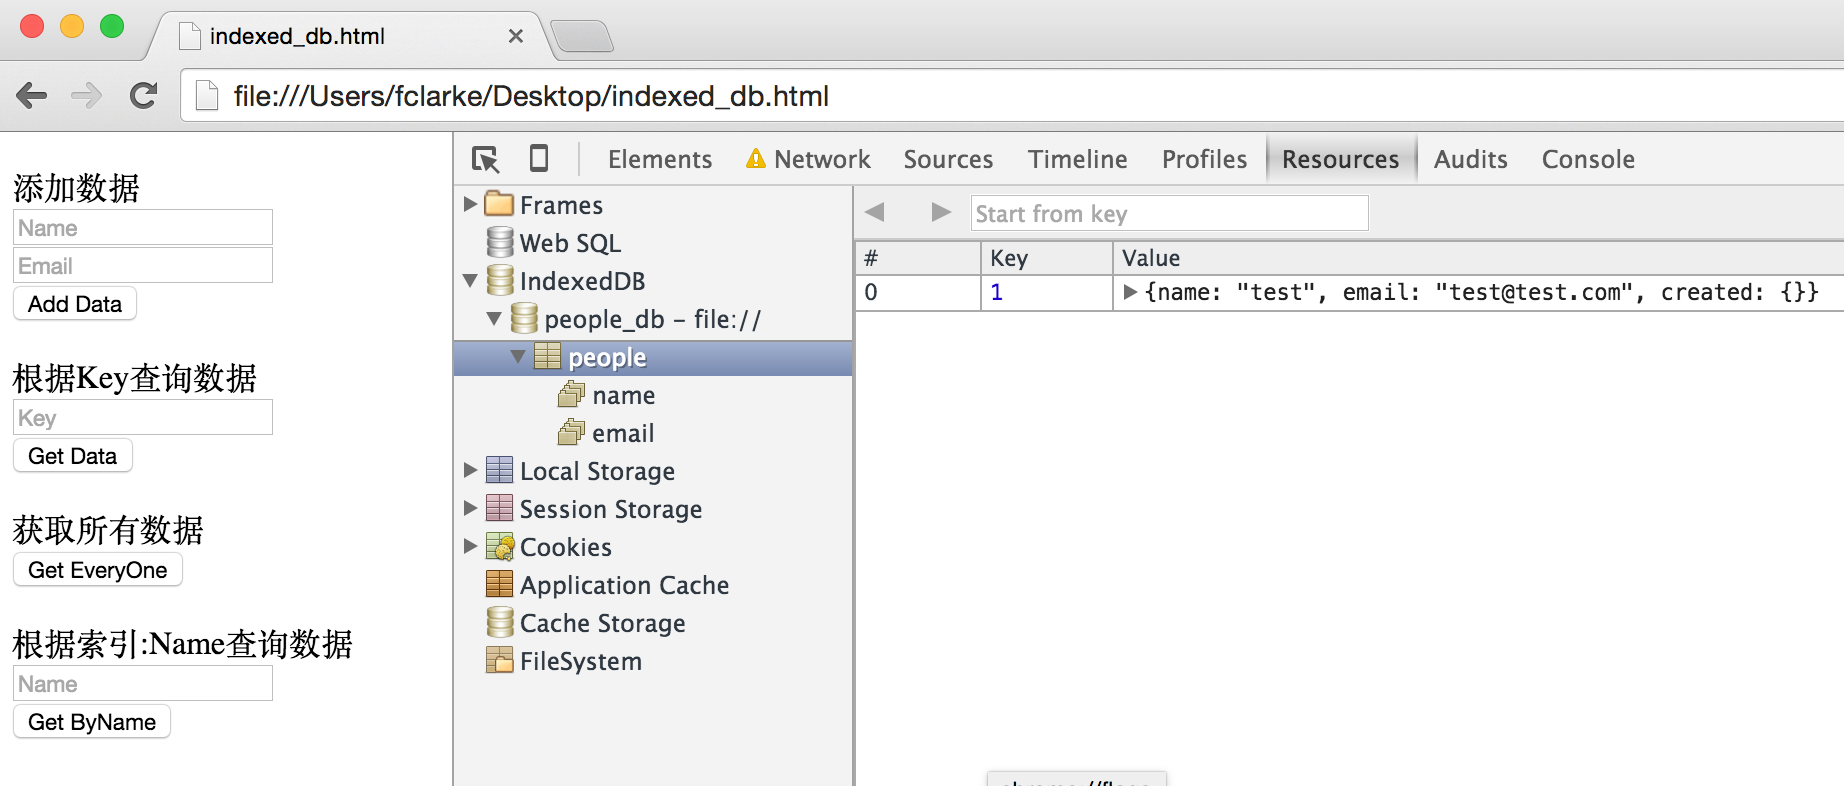 indexed_db.html
file:///Users/fclarke/Desktop/indexed_db.html
添加数据
Name
Email
Add Data
根据Key查询数据
Key
Get Data
获取所有数据
Get EveryOne
根据索引:Name查询数据
Name
Get ByName
Elements Network Sources Timeline Profiles Resources Audits Console
Frames
Web SQL
IndexedDB
people_db - file://
people
name
email
Local Storage
Session Storage
Cookies
Application Cache
Cache Storage
FileSystem
Start from key
# Key Value
0 1 {name: "test", email: "test@test.com", created: {}}